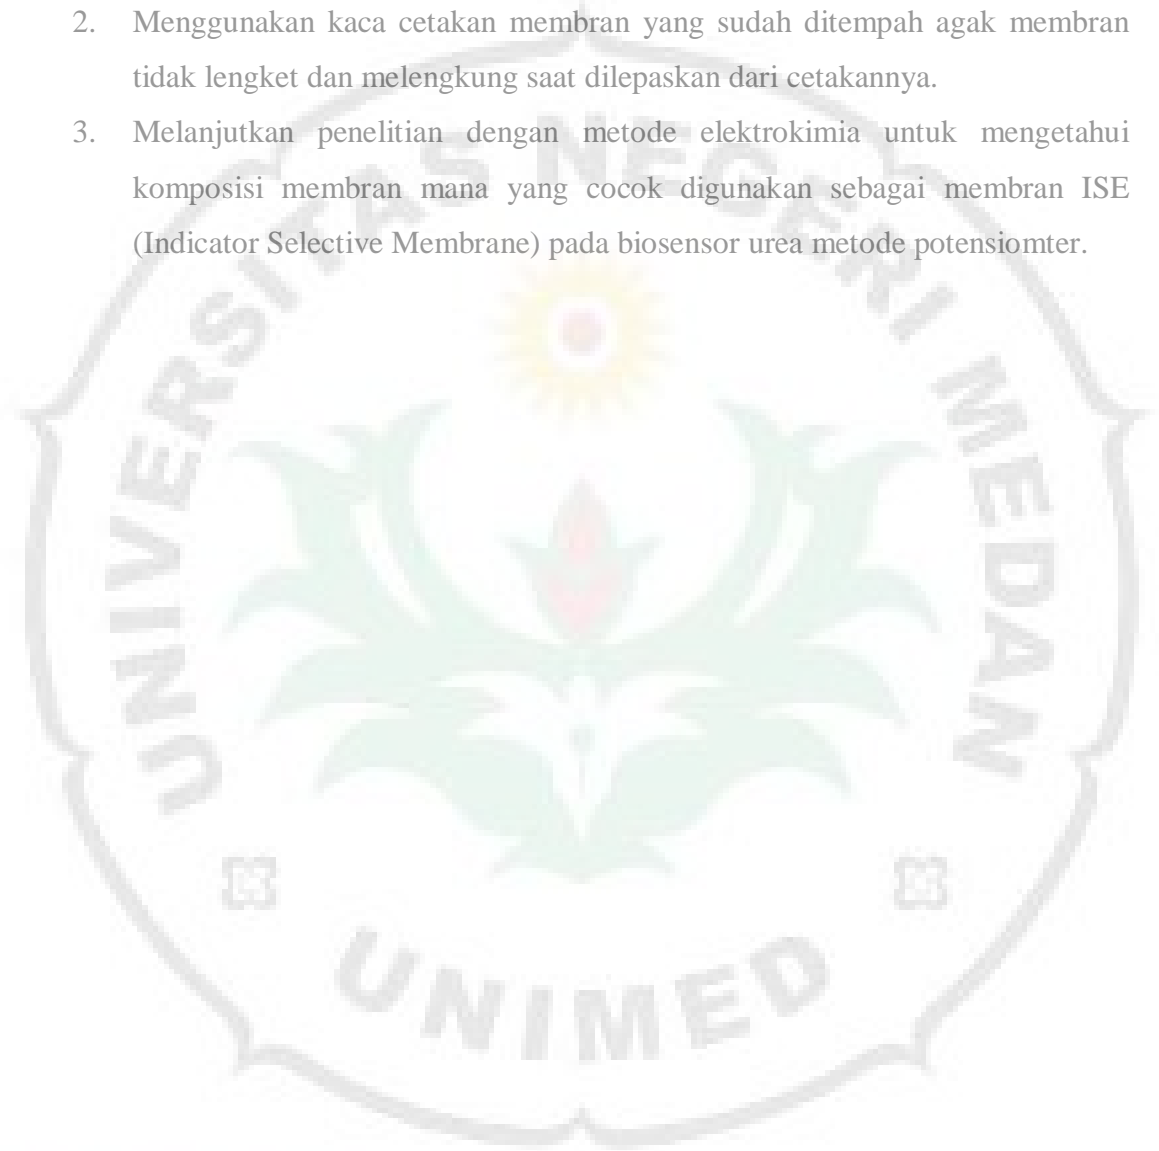 2. Menggunakan kaca cetakan membran yang sudah ditempah agak membran
tidak lengket dan melengkung saat dilepaskan dari cetakannya.
3. Melanjutkan penelitian dengan metode elektrokimia untuk mengetahui
komposisi membran mana yang cocok digunakan sebagai membran ISE
(Indicator Selective Membrane) pada biosensor urea metode potensiomter.
UNIVERSITAS NEGERI MEDAN
UNIMED